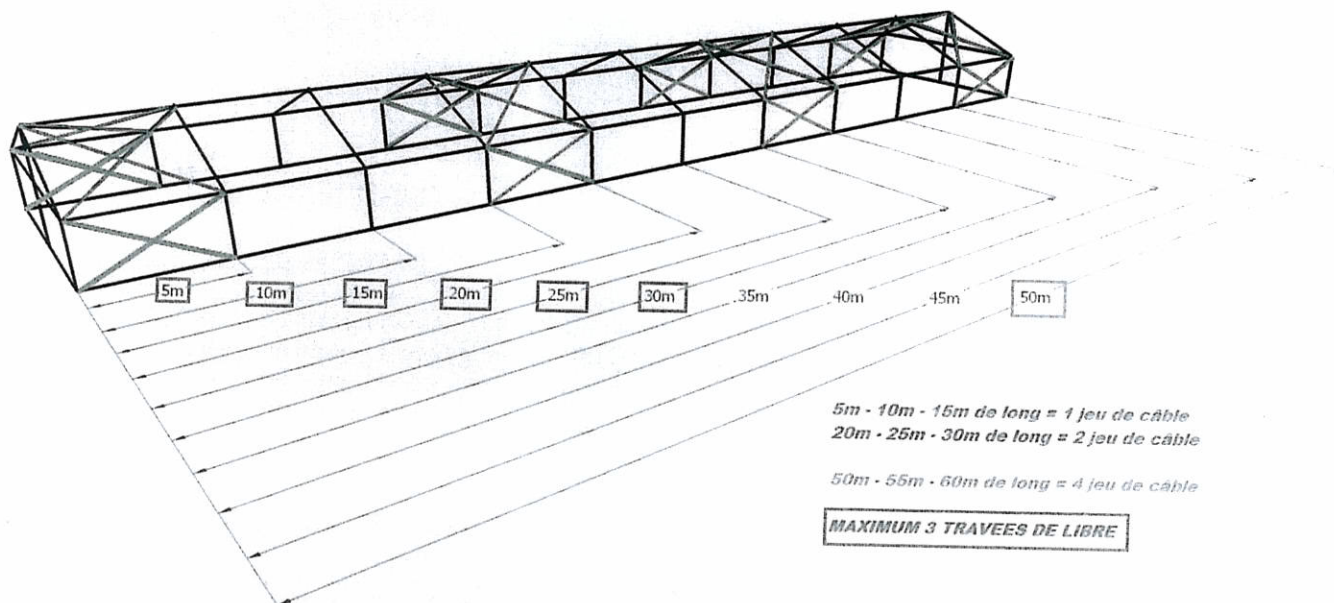 5m 10m 15m 20m 25m 30m 35m 40m 45m 50m
5m - 10m - 15m de long = 1 jeu de câble
20m - 25m - 30m de long = 2 jeu de câble
50m - 55m - 60m de long = 4 jeu de câble
MAXIMUM 3 TRAVEES DE LIBRE